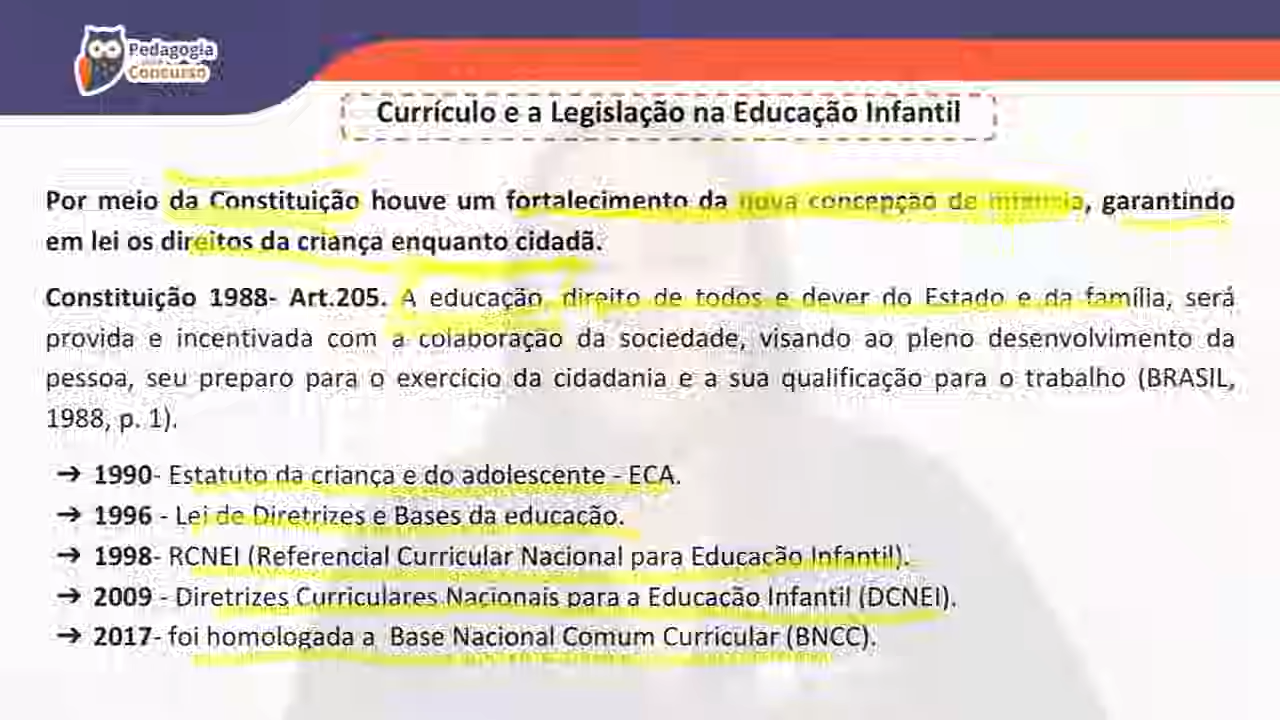 Pedagogia
Concurso
Currículo e a Legislação na Educação Infantil
Por meio da Constituição houve um fortalecimento da nova concepção de infância, garantindo
em lei os direitos da criança enquanto cidadã.
Constituição 1988- Art.205. A educação, direito de todos e dever do Estado e da família, será
provida e incentivada com a colaboração da sociedade, visando ao pleno desenvolvimento da
pessoa, seu preparo para o exercício da cidadania e a sua qualificação para o trabalho (BRASIL,
1988, p. 1).
➔ 1990- Estatuto da criança e do adolescente - ECA.
➔ 1996 - Lei de Diretrizes e Bases da educação.
➔ 1998- RCNEI (Referencial Curricular Nacional para Educação Infantil).
➔ 2009 - Diretrizes Curriculares Nacionais para a Educação Infantil (DCNEI).
➔ 2017- foi homologada a Base Nacional Comum Curricular (BNCC).